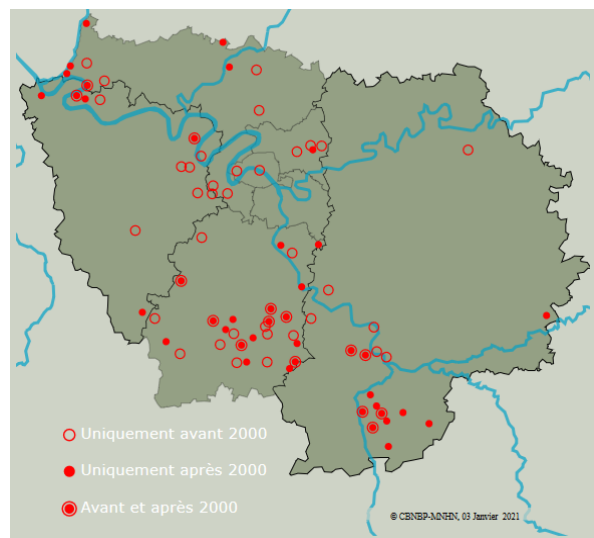 Uniquement avant 2000
Uniquement après 2000
Avant et après 2000
© CBNBP-MNHN, 03 Janvier 2021